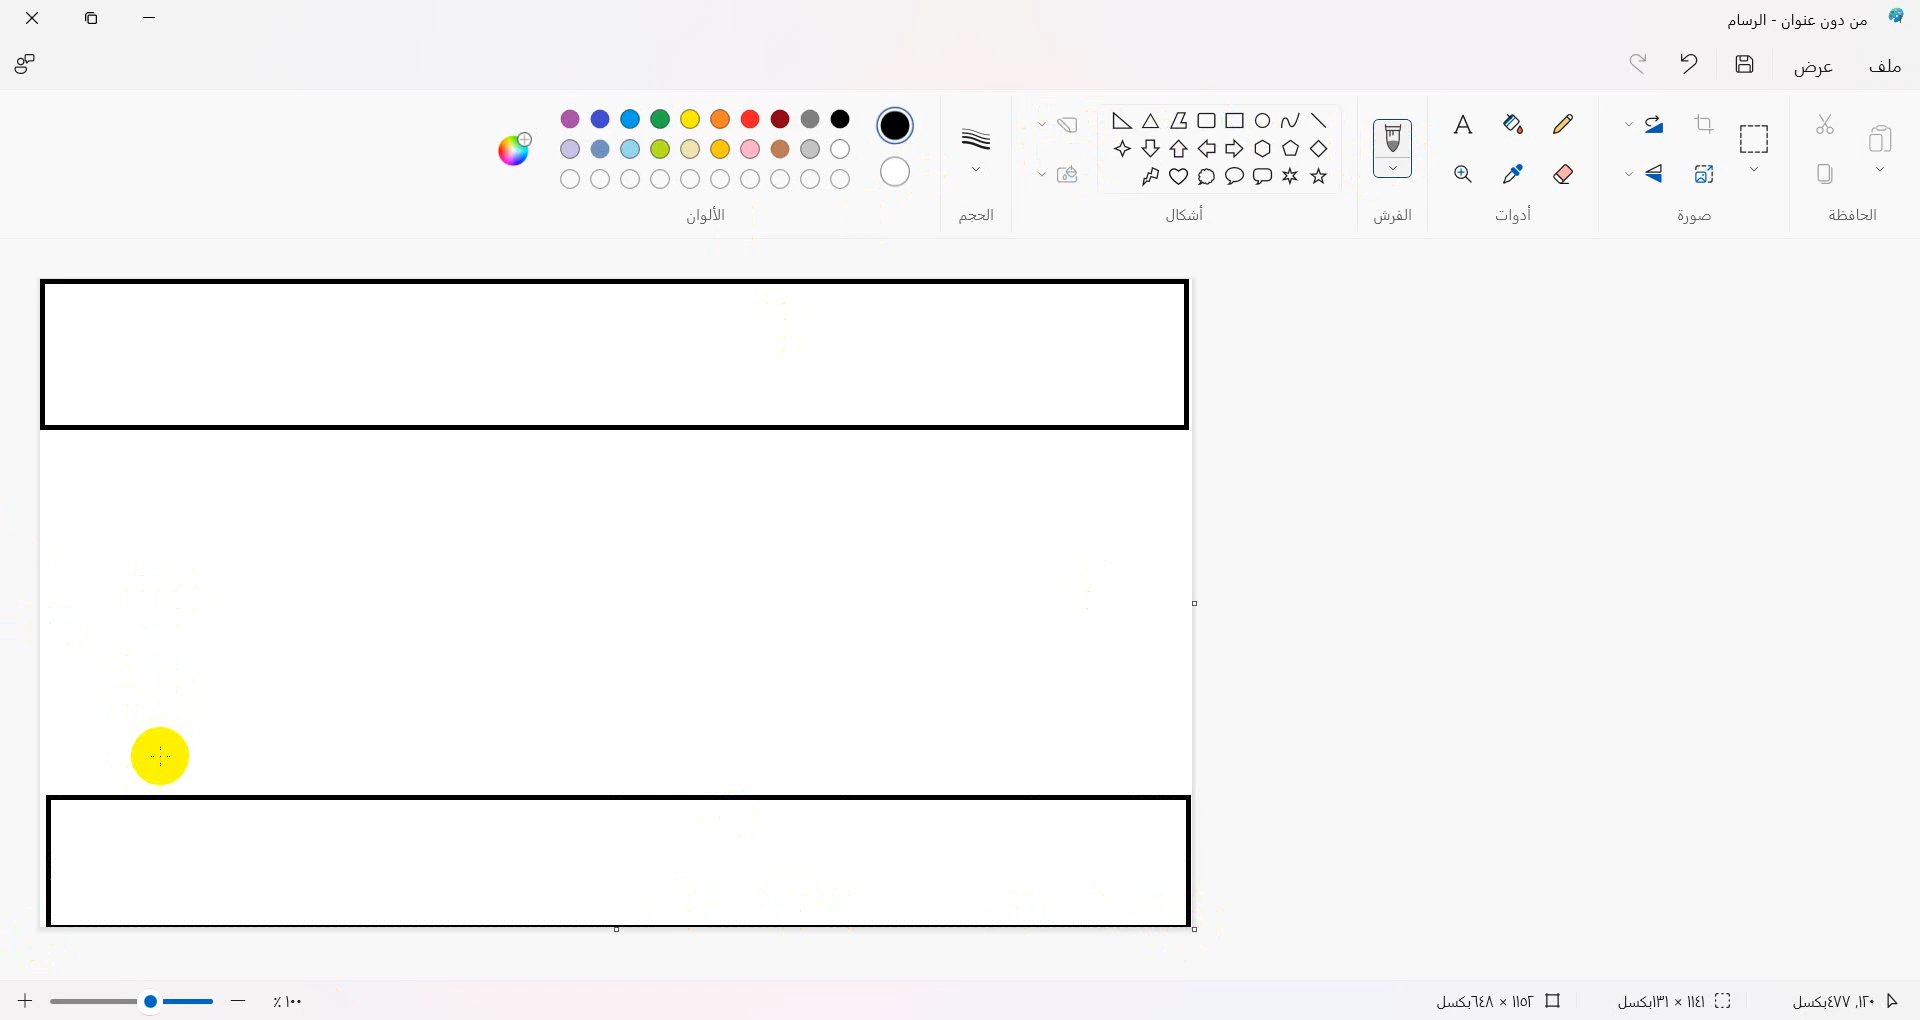 من دون عنوان - الرسام
ملف
عرض
الحافظة
صورة
أدوات
A
الفرش
أشكال
الحجم
الألوان
١٢٠, ٤٧٧بكسل
١١٤١ × ١٣١بكسل
١١٥٢ × ٦٤٨بكسل
١٠٠ ٪